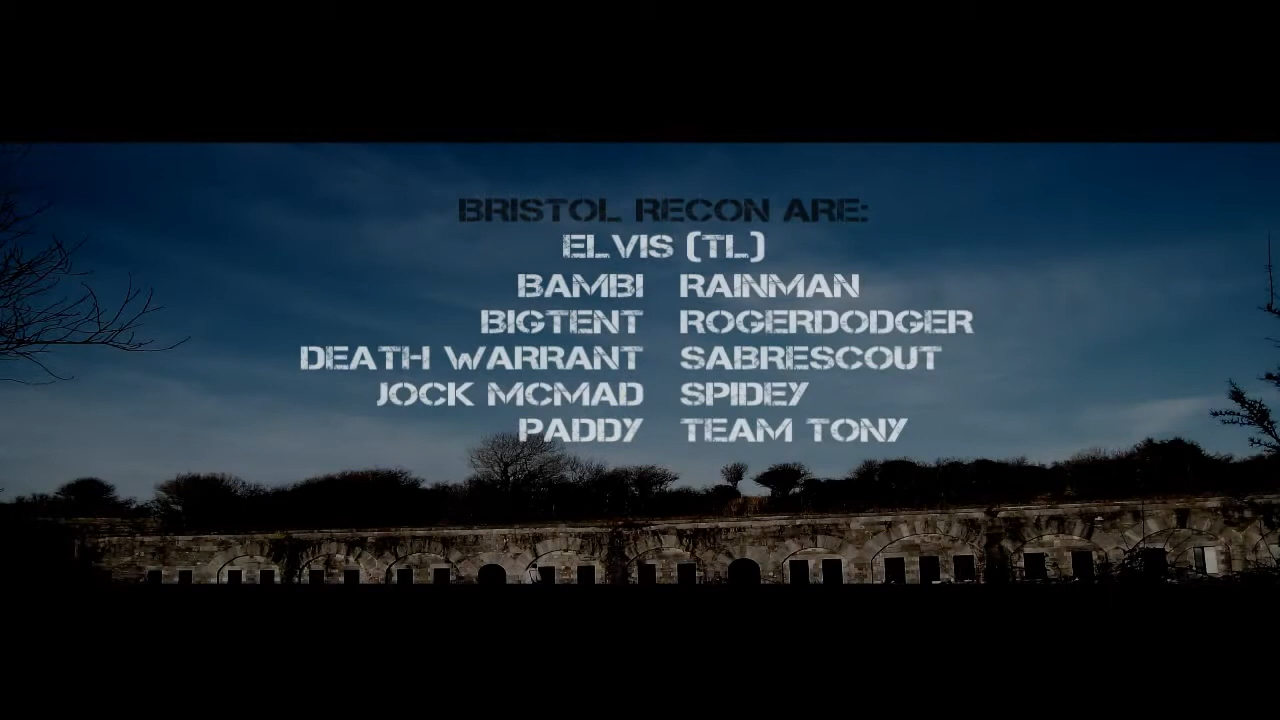 BRISTOL RECON ARE:
ELVIS (TL)
BAMBI RAINMAN
BIGTENT ROGERDODGER
DEATH WARRANT SABRESCOUT
JOCK MCMAD SPIDEY
PADDY TEAM TONY